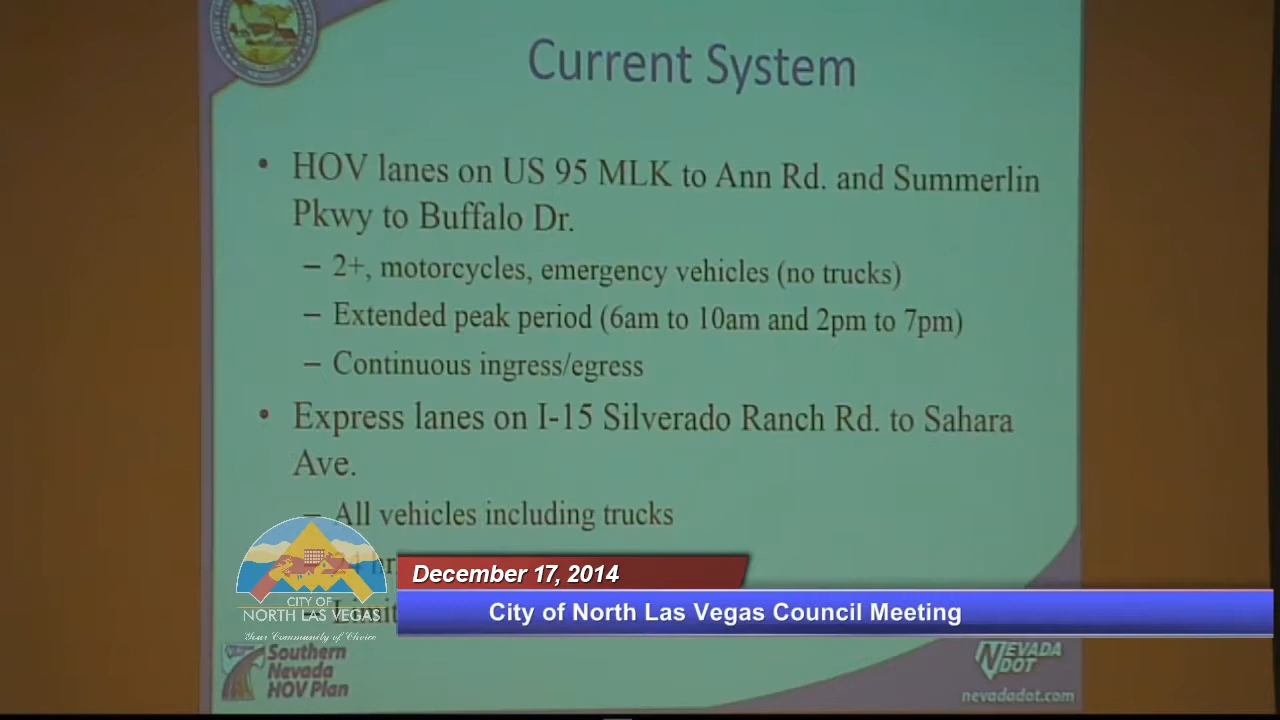 Current System
• HOV lanes on US 95 MLK to Ann Rd. and Summerlin
Pkwy to Buffalo Dr.
– 2+, motorcycles, emergency vehicles (no trucks)
– Extended peak period (6am to 10am and 2pm to 7pm)
– Continuous ingress/egress
• Express lanes on I-15 Silverado Ranch Rd. to Sahara
Ave.
– All vehicles including trucks
December 17, 2014
City of North Las Vegas Council Meeting
CITY OF
NORTH LAS VEGAS
Your Community of Choice
Southern
Nevada
HOV Plan
NEVADA
DOT
nevadadot.com